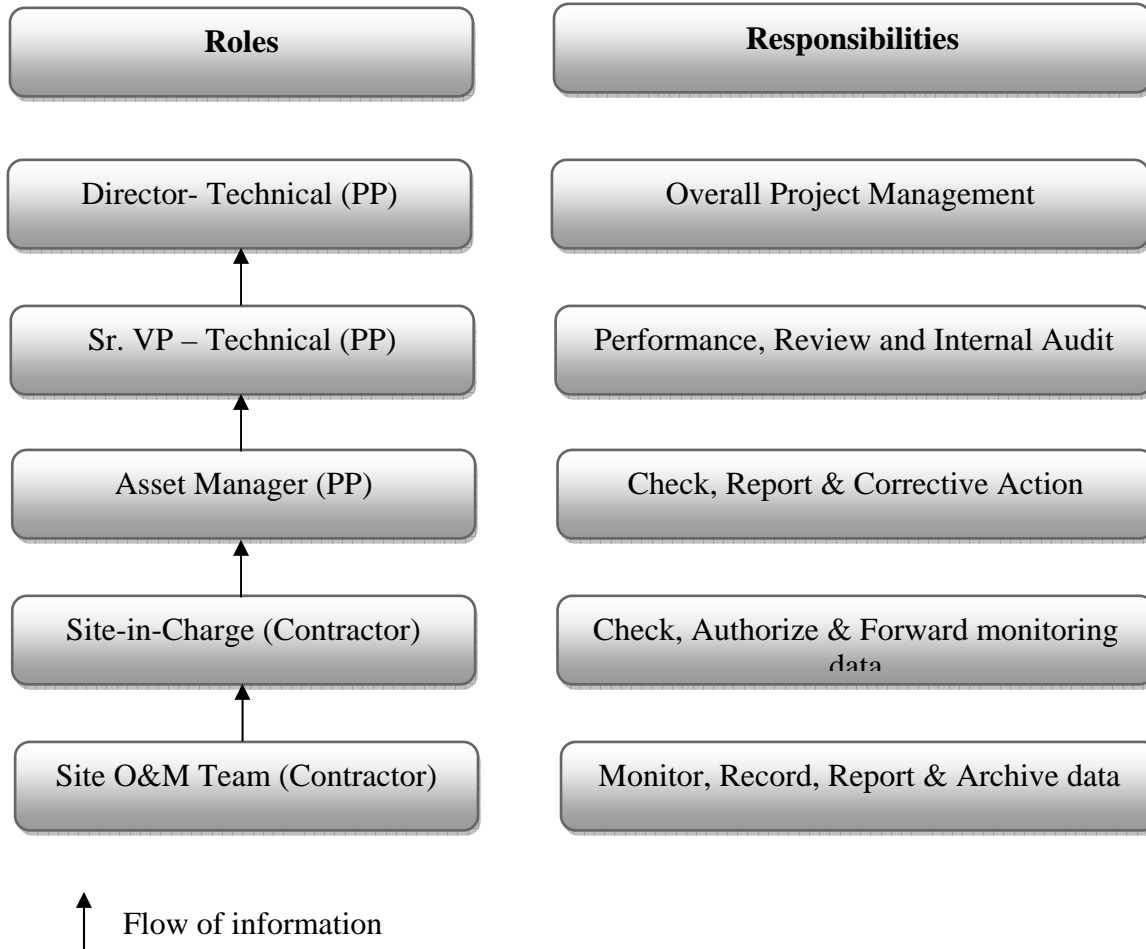 Roles
Responsibilities
Director- Technical (PP)
Overall Project Management
Sr. VP – Technical (PP)
Performance, Review and Internal Audit
Asset Manager (PP)
Check, Report & Corrective Action
Site-in-Charge (Contractor)
Check, Authorize & Forward monitoring
data
Site O&M Team (Contractor)
Monitor, Record, Report & Archive data
Flow of information